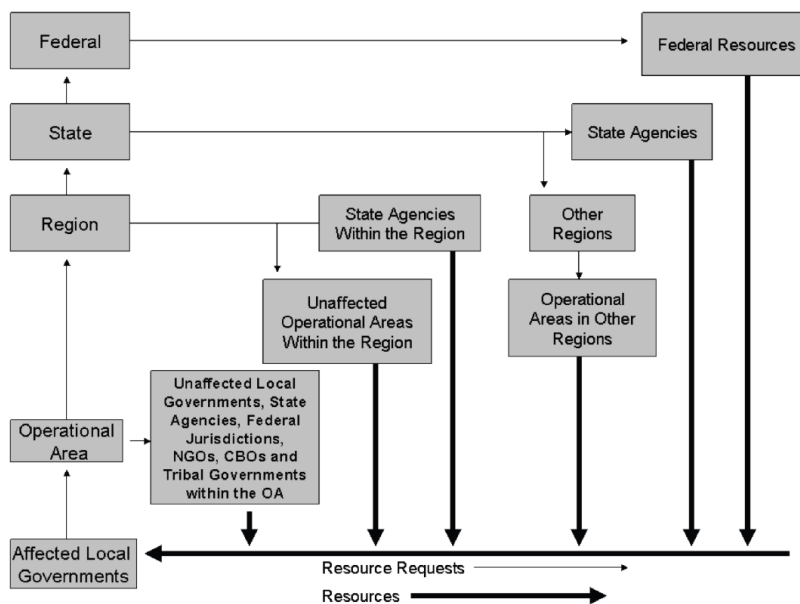 Federal
Federal Resources
State
State Agencies
Region
State Agencies
Within the Region
Other
Regions
Unaffected
Operational Areas
Within the Region
Operational
Areas in Other
Regions
Operational
Area
Unaffected Local
Governments, State
Agencies, Federal
Jurisdictions,
NGOs, CBOs and
Tribal Governments
within the OA
Affected Local
Governments
Resource Requests
Resources